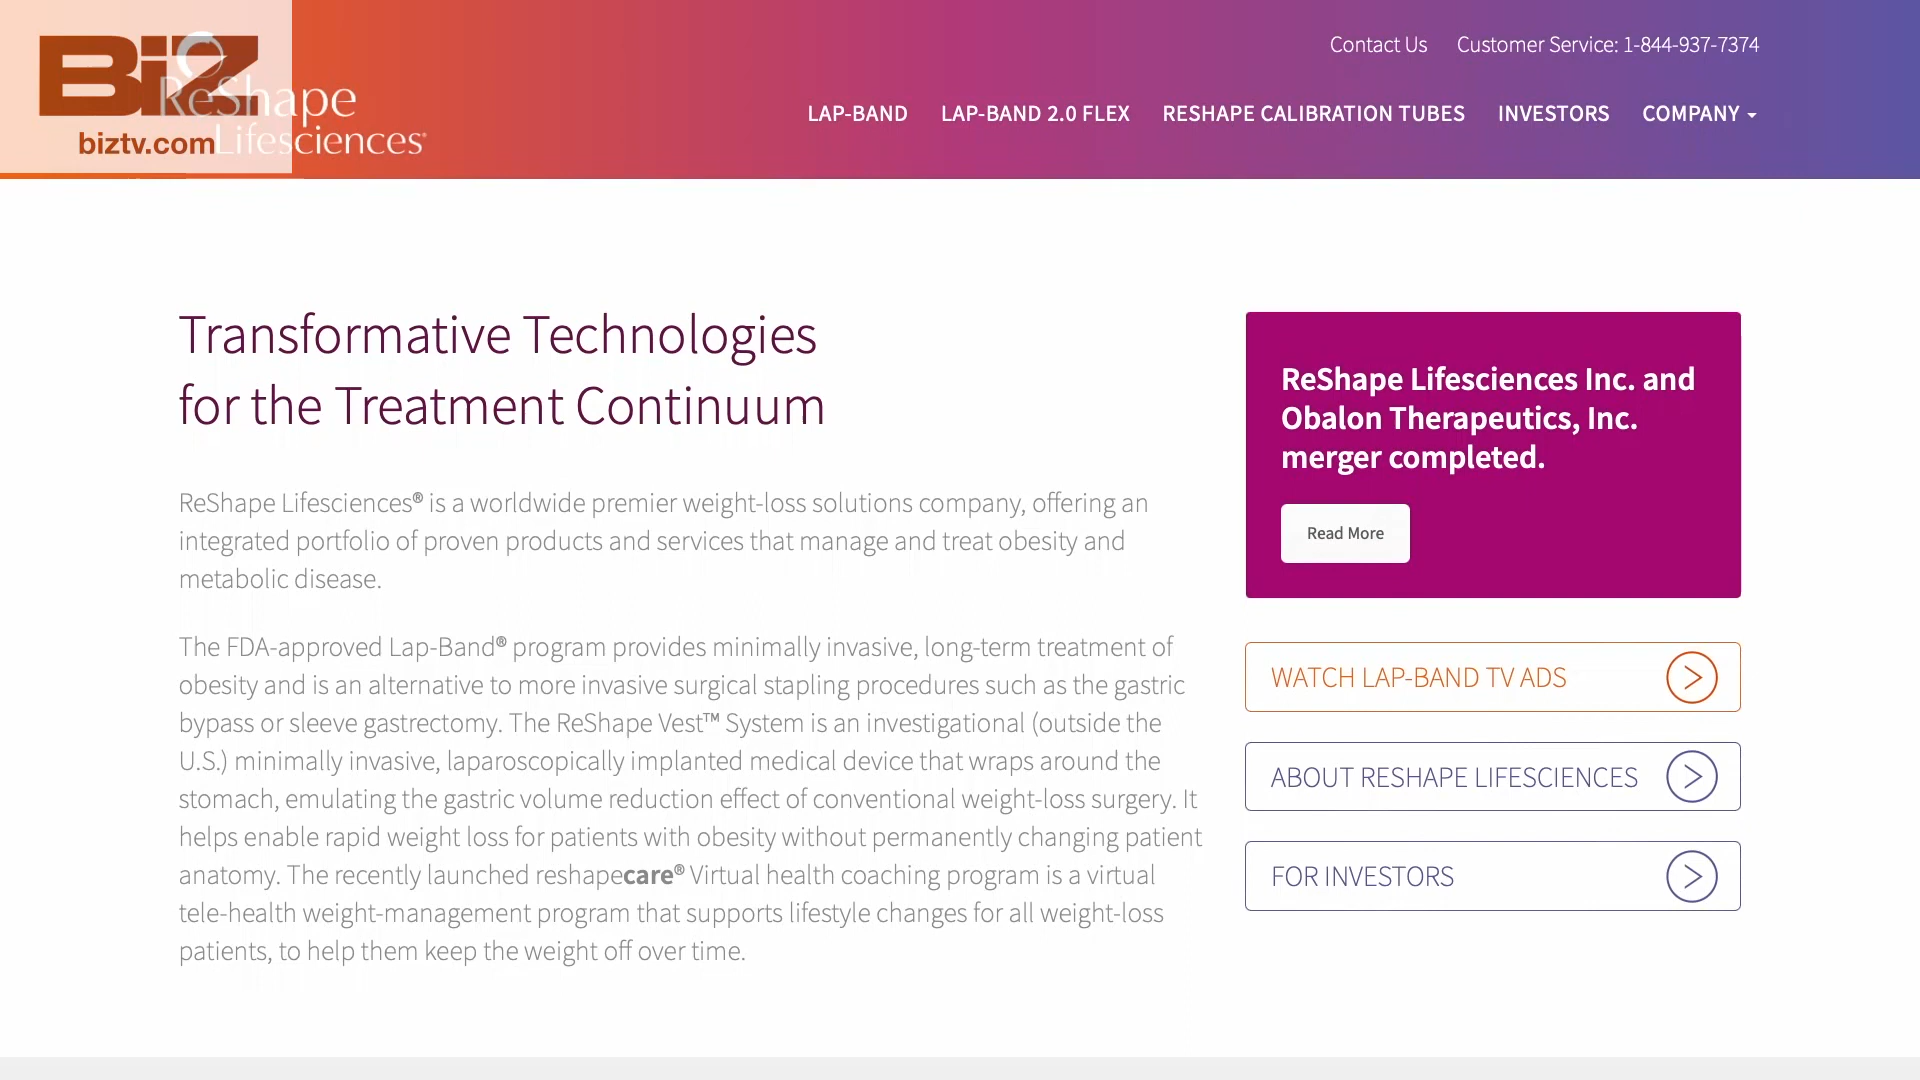 BiZ
biztv.com
ReShape
Lifesciences®
Contact Us Customer Service: 1-844-937-7374
LAP-BAND LAP-BAND 2.0 FLEX RESHAPE CALIBRATION TUBES INVESTORS COMPANY
Transformative Technologies
for the Treatment Continuum
ReShape Lifesciences® is a worldwide premier weight-loss solutions company, offering an
integrated portfolio of proven products and services that manage and treat obesity and
metabolic disease.
The FDA-approved Lap-Band® program provides minimally invasive, long-term treatment of
obesity and is an alternative to more invasive surgical stapling procedures such as the gastric
bypass or sleeve gastrectomy. The ReShape Vest™ System is an investigational (outside the
U.S.) minimally invasive, laparoscopically implanted medical device that wraps around the
stomach, emulating the gastric volume reduction effect of conventional weight-loss surgery. It
helps enable rapid weight loss for patients with obesity without permanently changing patient
anatomy. The recently launched reshapecare® Virtual health coaching program is a virtual
tele-health weight-management program that supports lifestyle changes for all weight-loss
patients, to help them keep the weight off over time.
ReShape Lifesciences Inc. and
Obalon Therapeutics, Inc.
merger completed.
Read More
WATCH LAP-BAND TV ADS
ABOUT RESHAPE LIFESCIENCES
FOR INVESTORS